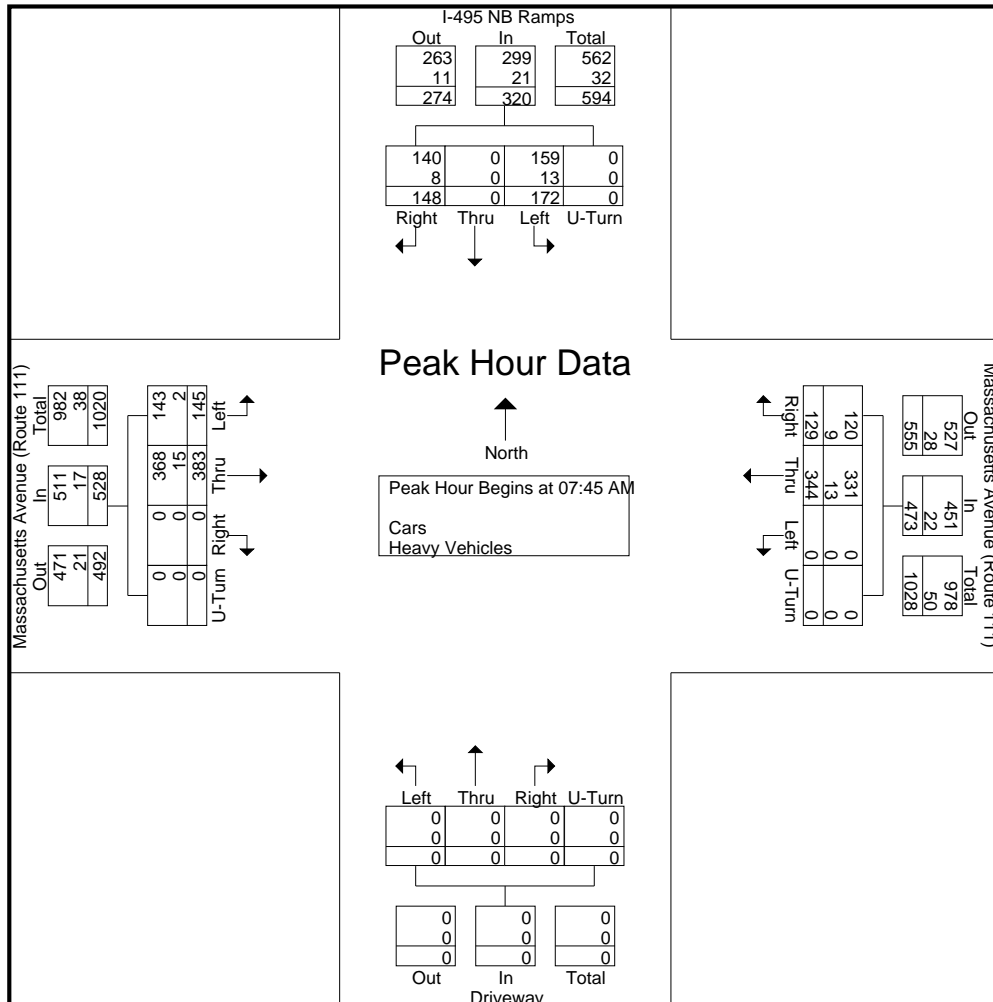 I-495 NB Ramps
Out In Total
263 299 562
11 21 32
274 320 594
140 0 159 0
8 0 13 0
148 0 172 0
Right Thru Left U-Turn
Peak Hour Data
North
Peak Hour Begins at 07:45 AM
Cars
Heavy Vehicles
Massachusetts Avenue (Route 111)
Total
982
38
1020
In
511
17
528
Out
471
21
492
Left
143
2
145
Thru
368
15
383
Right
0
0
0
U-Turn
0
0
0
Massachusetts Avenue (Route 111)
Out
527
28
555
In
451
22
473
Total
978
50
1028
Right
120
9
129
Thru
331
13
344
Left
0
0
0
U-Turn
0
0
0
Left Thru Right U-Turn
0 0 0 0
0 0 0 0
0 0 0 0
0 0 0
0 0 0
0 0 0
Out In Total
Driveway